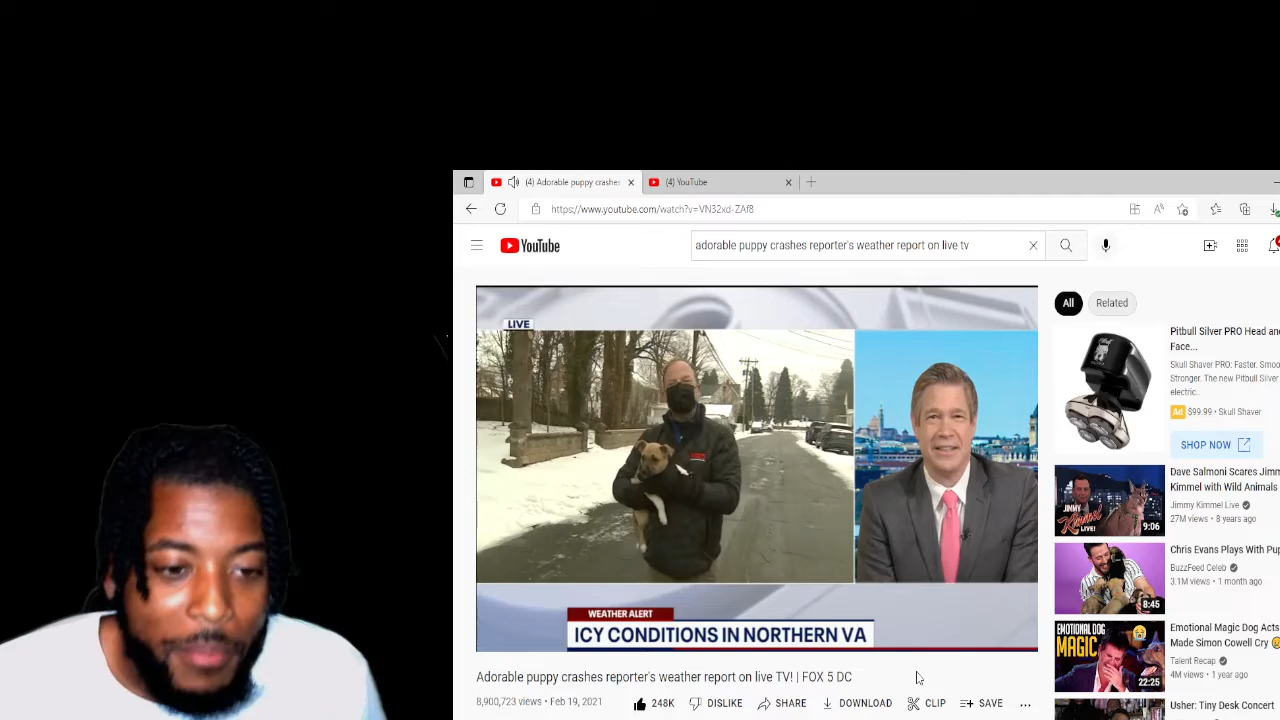 (4) Adorable puppy crashes
(4) YouTube
https://www.youtube.com/watch?v=VN32xd-ZAf8
YouTube
adorable puppy crashes reporter's weather report on live tv
LIVE
WEATHER ALERT
ICY CONDITIONS IN NORTHERN VA
Adorable puppy crashes reporter's weather report on live TV! | FOX 5 DC
8,900,723 views • Feb 19, 2021
248K
DISLIKE
SHARE
DOWNLOAD
CLIP
SAVE
All
Related
Pitbull Silver PRO Head and
Face...
Skull Shaver PRO: Faster. Smoo
Stronger. The new Pitbull Silver
electric..
Ad $99.99 • Skull Shaver
SHOP NOW
JIMMY
KIMMEL
LIVE!
9:06
Dave Salmoni Scares Jimm
Kimmel with Wild Animals
Jimmy Kimmel Live
27M views • 8 years ago
8:45
Chris Evans Plays With Pup
BuzzFeed Celeb
3.1M views • 1 month ago
EMOTIONAL DOG
MAGIC
22:25
Emotional Magic Dog Acts
Made Simon Cowell Cry
Talent Recap
4M views • 1 year ago
Usher: Tiny Desk Concert